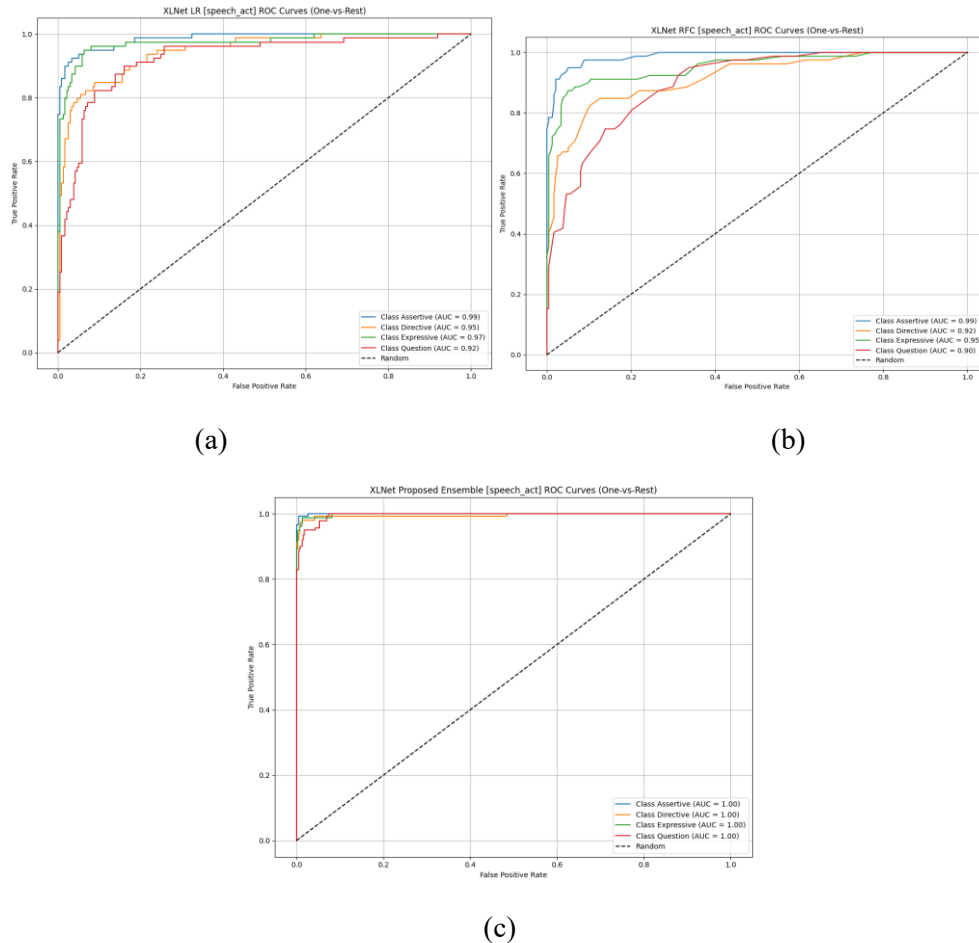 XLNet LR [speech_act] ROC Curves (One-vs-Rest)
1.0
0.8
0.6
0.4
0.2
0.0
True Positive Rate
0.0 0.2 0.4 0.6 0.8 1.0
False Positive Rate
Class Assertive (AUC = 0.99)
Class Directive (AUC = 0.95)
Class Expressive (AUC = 0.97)
Class Question (AUC = 0.92)
Random
(a)
XLNet RFC [speech_act] ROC Curves (One-vs-Rest)
1.0
0.8
0.6
0.4
0.2
0.0
True Positive Rate
0.0 0.2 0.4 0.6 0.8 1.0
False Positive Rate
Class Assertive (AUC = 0.99)
Class Directive (AUC = 0.92)
Class Expressive (AUC = 0.95)
Class Question (AUC = 0.90)
Random
(b)
XLNet Proposed Ensemble [speech_act] ROC Curves (One-vs-Rest)
1.0
0.8
0.6
0.4
0.2
0.0
True Positive Rate
0.0 0.2 0.4 0.6 0.8 1.0
False Positive Rate
Class Assertive (AUC = 1.00)
Class Directive (AUC = 1.00)
Class Expressive (AUC = 1.00)
Class Question (AUC = 1.00)
Random
(c)